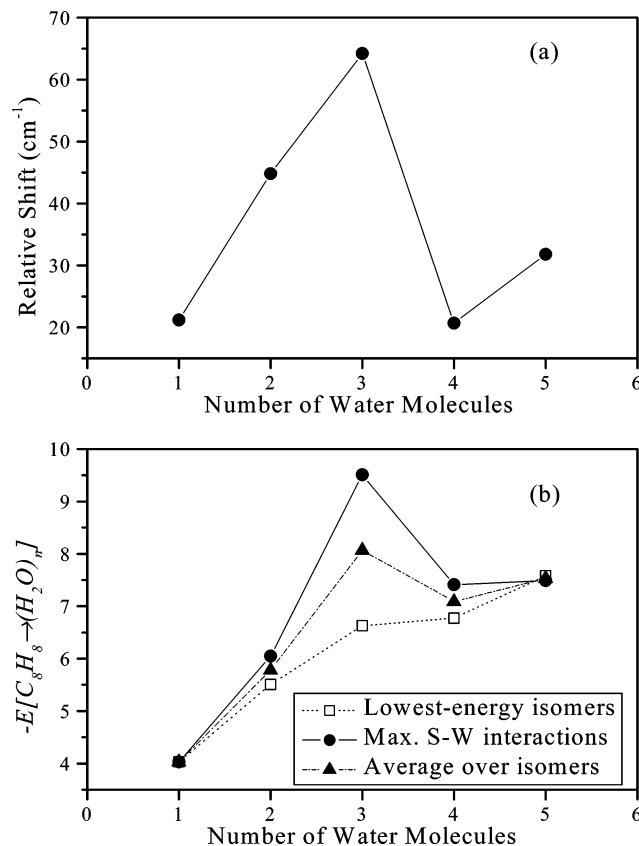 70
60
50
40
30
20
Relative Shift (cm⁻¹)
(a)
0 1 2 3 4 5 6
Number of Water Molecules
10
9
8
7
6
5
4
-E[C₈H₈→(H₂O)ₙ]
(b)
Lowest-energy isomers
Max. S-W interactions
Average over isomers
0 1 2 3 4 5 6
Number of Water Molecules